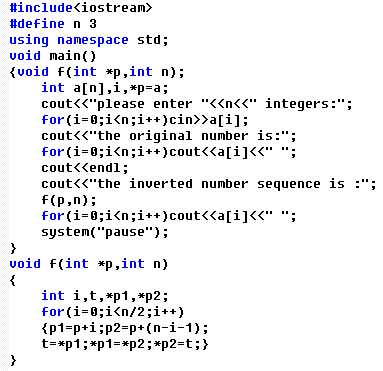 #include<iostream>
#define n 3
using namespace std;
void main()
{void f(int *p,int n);
    int a[n],i,*p=a;
    cout<<"please enter "<<n<<" integers:";
    for(i=0;i<n;i++)cin>>a[i];
    cout<<"the original number is:";
    for(i=0;i<n;i++)cout<<a[i]<<" ";
    cout<<endl;
    cout<<"the inverted number sequence is :";
    f(p,n);
    for(i=0;i<n;i++)cout<<a[i]<<" ";
    system("pause");
}
void f(int *p,int n)
{
    int i,t,*p1,*p2;
    for(i=0;i<n/2;i++)
    {p1=p+i;p2=p+(n-i-1);
    t=*p1;*p1=*p2;*p2=t;}
}